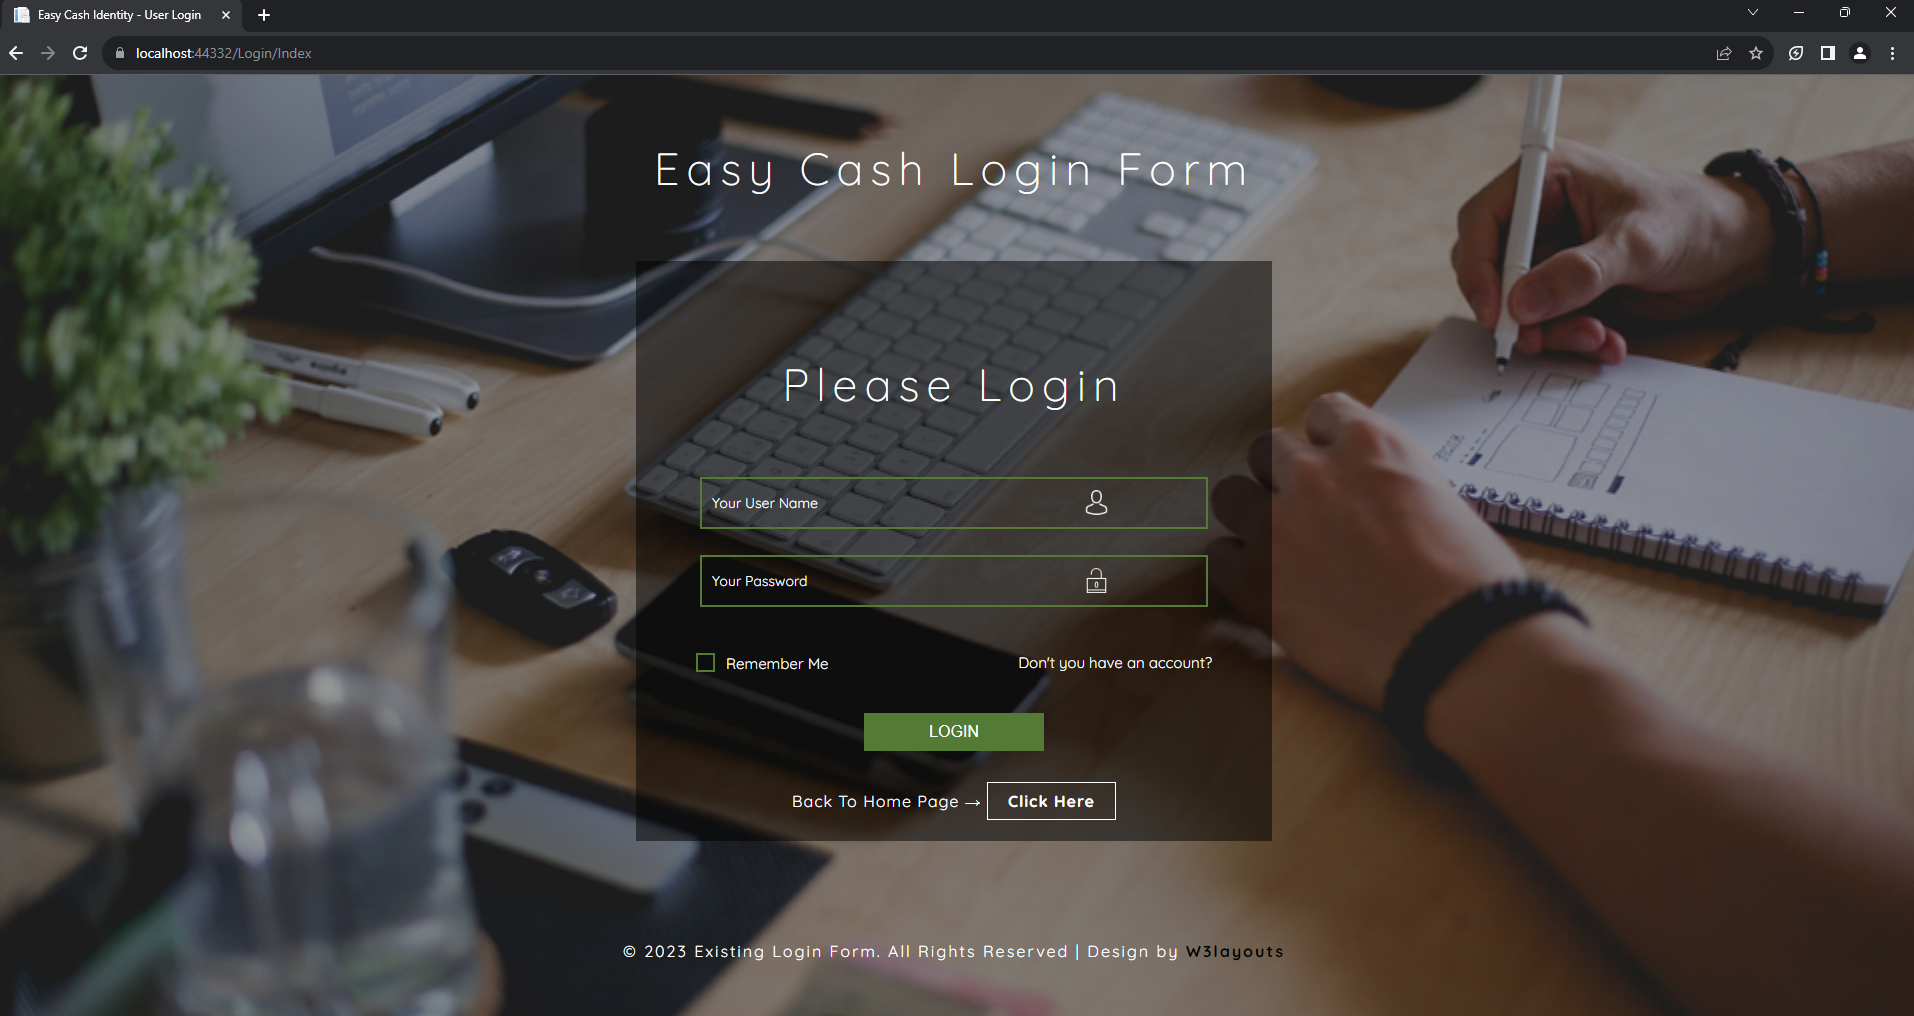 Easy Cash Identity - User Login
localhost:44332/Login/Index
Easy Cash Login Form
Please Login
Your User Name
Your Password
Remember Me
Don't you have an account?
LOGIN
Back To Home Page → Click Here
© 2023 Existing Login Form. All Rights Reserved | Design by W3layouts